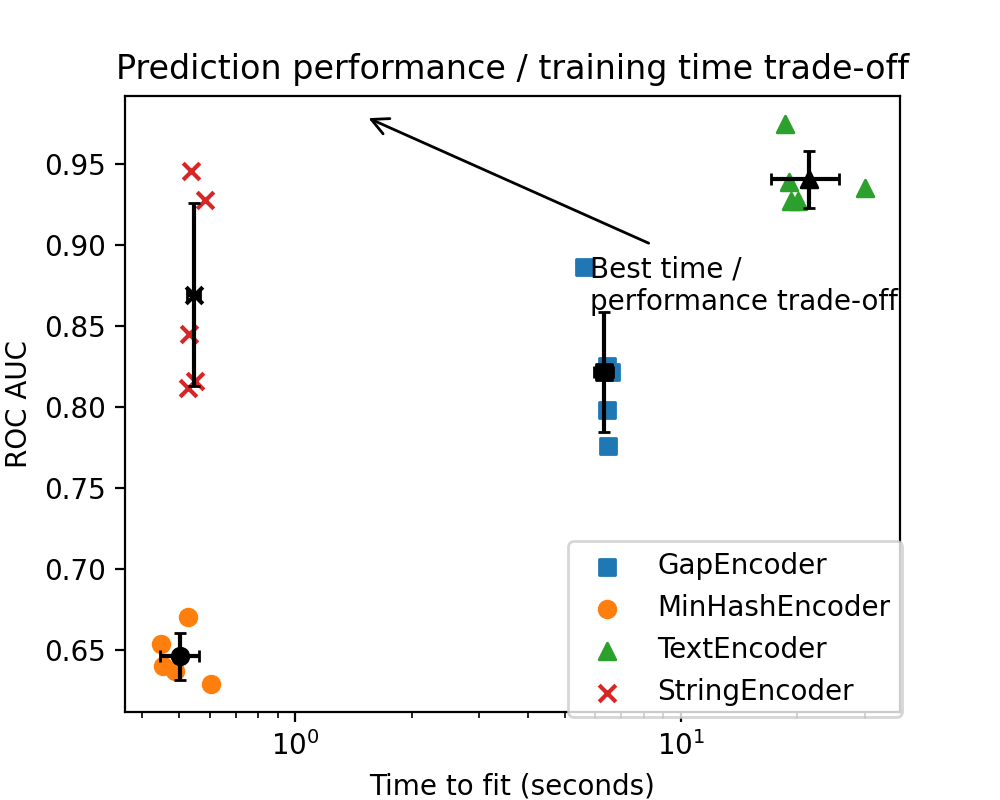 Prediction performance / training time trade-off
ROC AUC
0.95
0.90
0.85
0.80
0.75
0.70
0.65
Best time /
performance trade-off
GapEncoder
MinHashEncoder
TextEncoder
StringEncoder
10⁰
10¹
Time to fit (seconds)